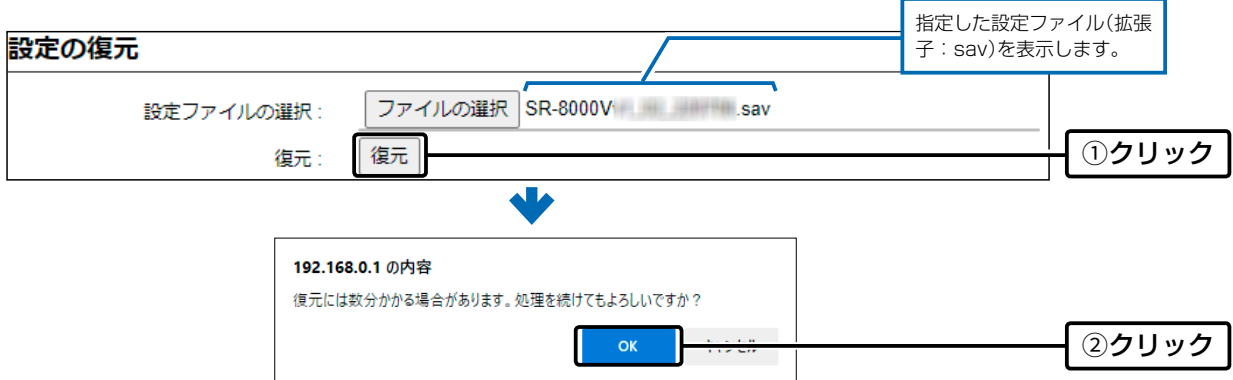 指定した設定ファイル(拡張
子：sav)を表示します。
設定の復元
設定ファイルの選択 : ファイルの選択 SR-8000V .sav
復元 : 復元 ①クリック
192.168.0.1 の内容
復元には数分かかる場合があります。処理を続けてもよろしいですか？
OK キャンセル ②クリック